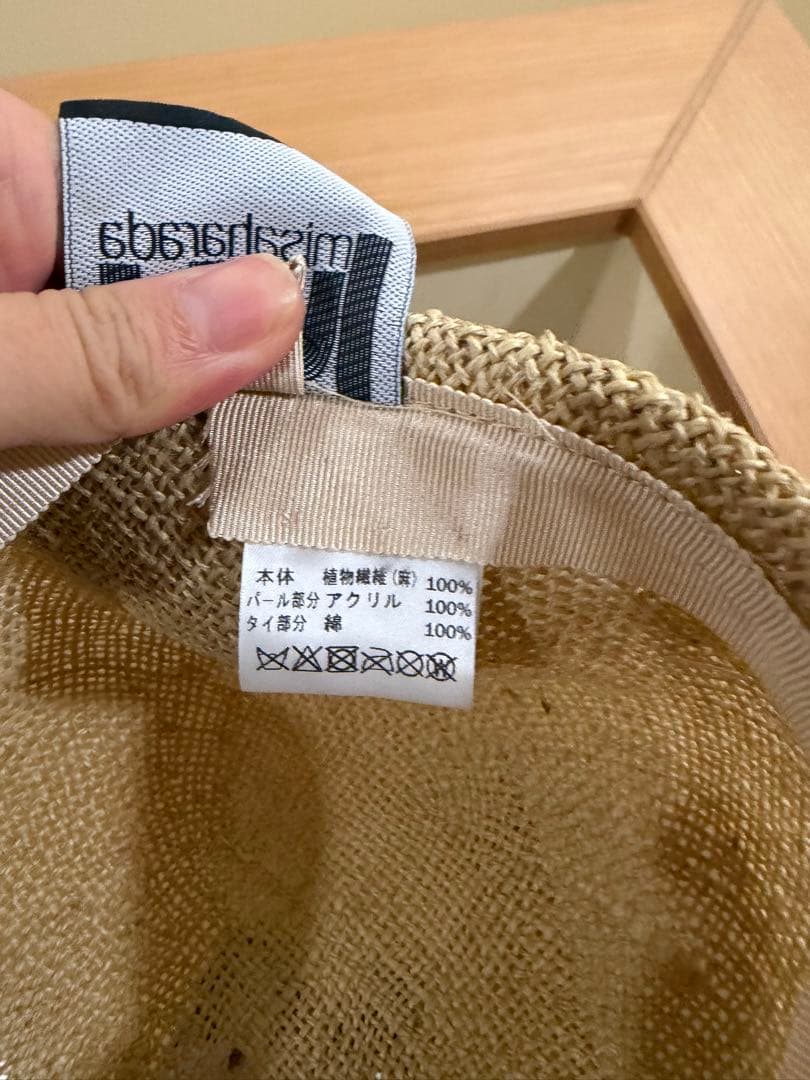 misaharada
本体 植物繊維(麻) 100%
パール部分 アクリル 100%
タイ部分 綿 100%